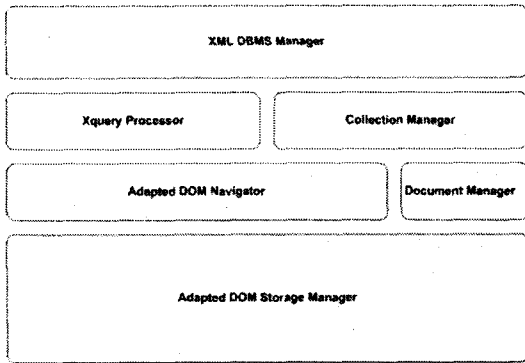 XML DBMS Manager
Xquery Processor
Collection Manager
Adapted DOM Navigator
Document Manager
Adapted DOM Storage Manager